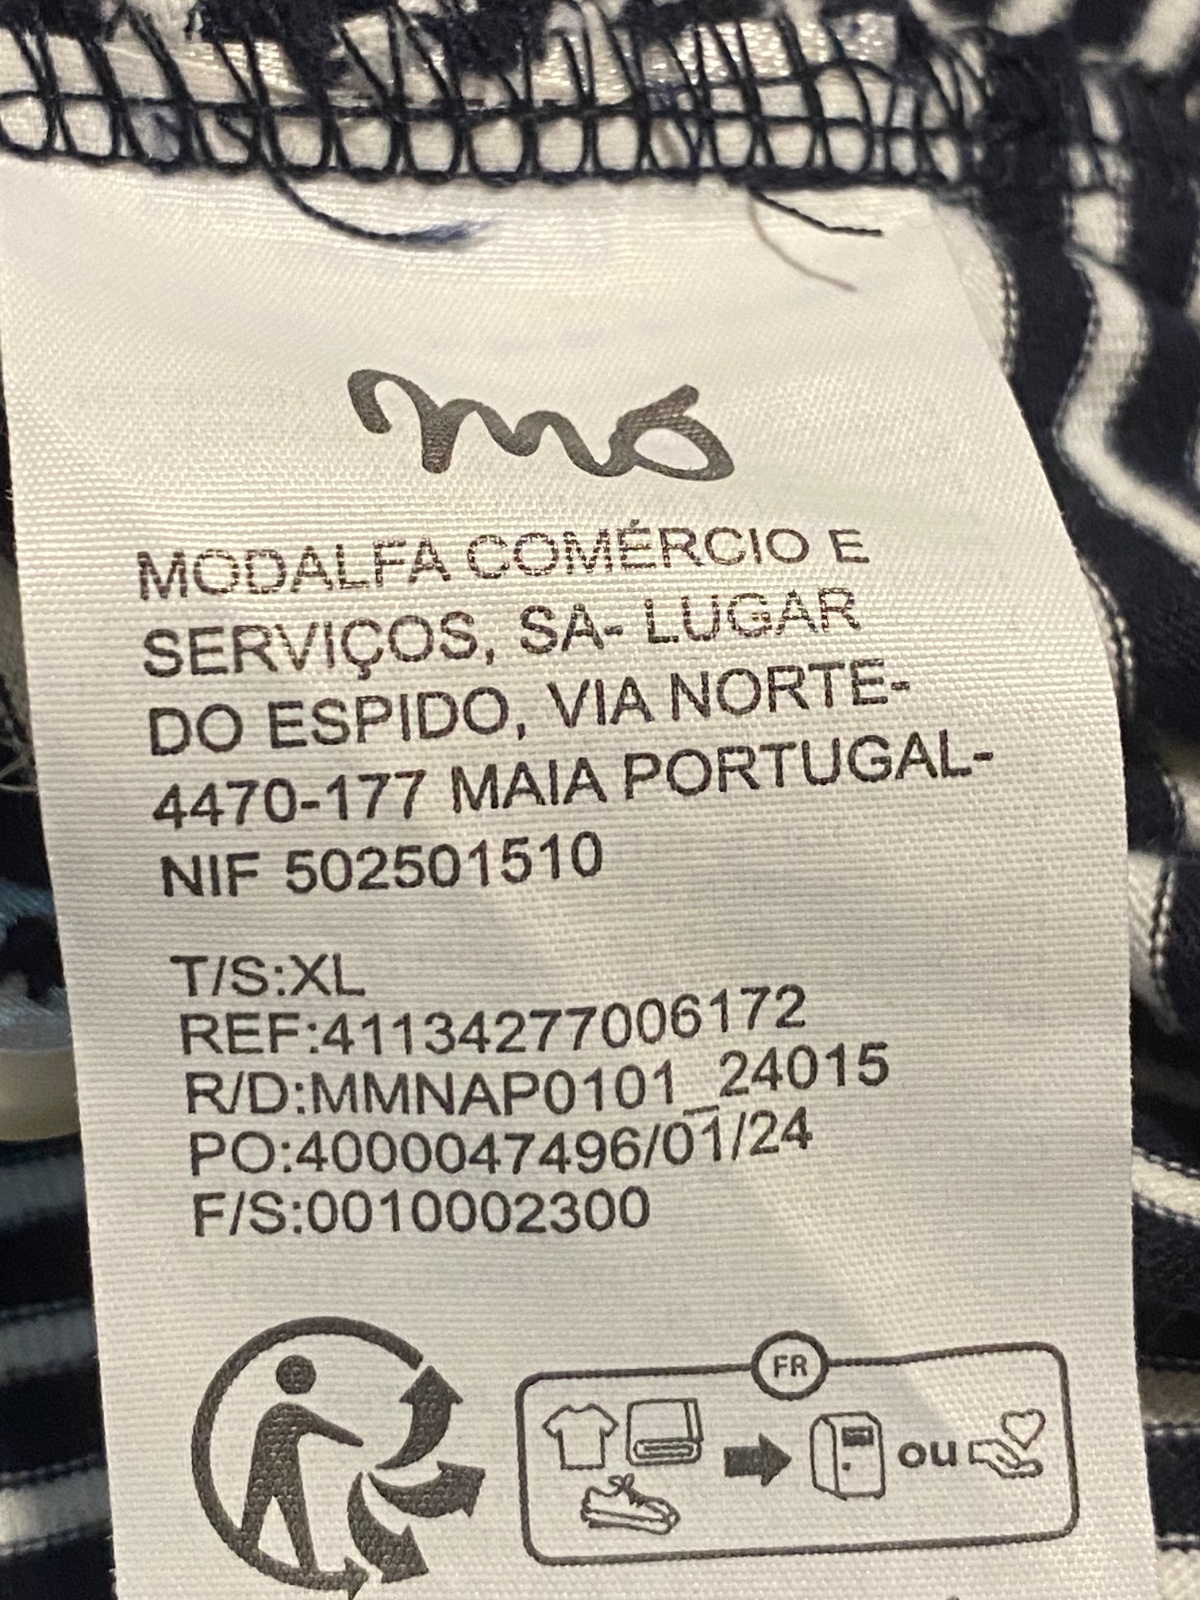 mó
MODALFA COMÉRCIO E
SERVIÇOS, SA- LUGAR
DO ESPIDO, VIA NORTE-
4470-177 MAIA PORTUGAL-
NIF 502501510
T/S:XL
REF:41134277006172
R/D:MMNAP0101_24015
PO:4000047496/01/24
F/S:0010002300
FR
ou